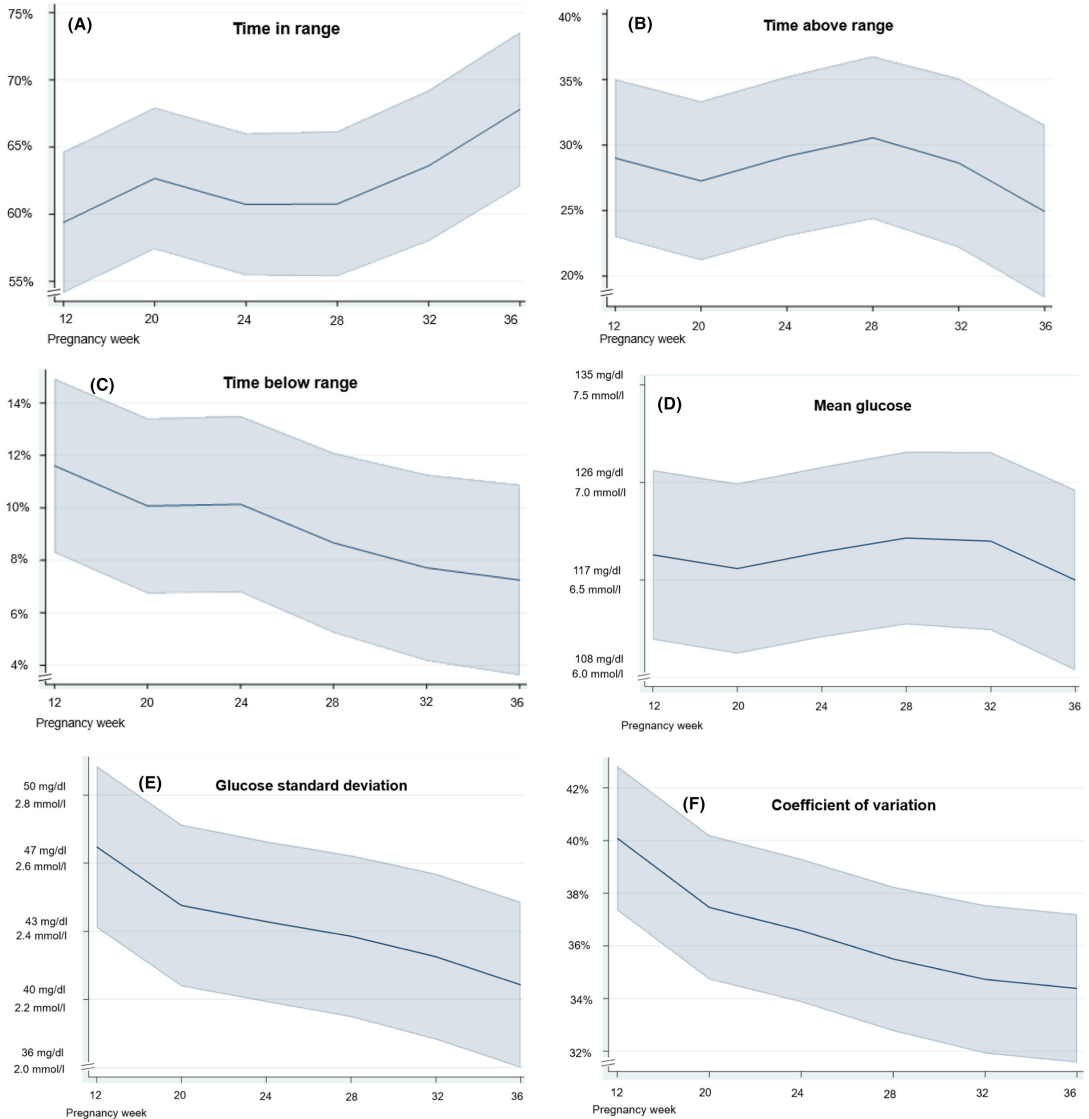 (A)
Time in range
75%
70%
65%
60%
55%
12 20 24 28 32 36
Pregnancy week
(B)
Time above range
40%
35%
30%
25%
20%
12 20 24 28 32 36
Pregnancy week
(C)
Time below range
14%
12%
10%
8%
6%
4%
12 20 24 28 32 36
Pregnancy week
(D)
Mean glucose
135 mg/dl
7.5 mmol/l
126 mg/dl
7.0 mmol/l
117 mg/dl
6.5 mmol/l
108 mg/dl
6.0 mmol/l
12 20 24 28 32 36
Pregnancy week
(E)
Glucose standard deviation
50 mg/dl
2.8 mmol/l
47 mg/dl
2.6 mmol/l
43 mg/dl
2.4 mmol/l
40 mg/dl
2.2 mmol/l
36 mg/dl
2.0 mmol/l
12 20 24 28 32 36
Pregnancy week
(F)
Coefficient of variation
42%
40%
38%
36%
34%
32%
12 20 24 28 32 36
Pregnancy week